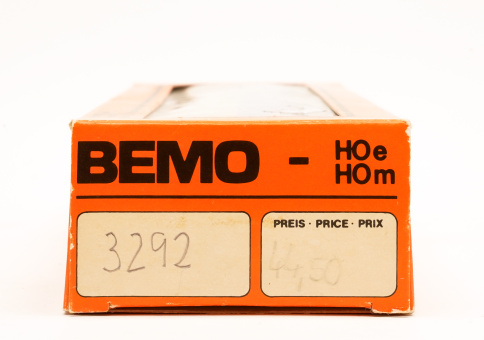 BEMO - HOe
HOm
3292
PREIS · PRICE · PRIX
44,50